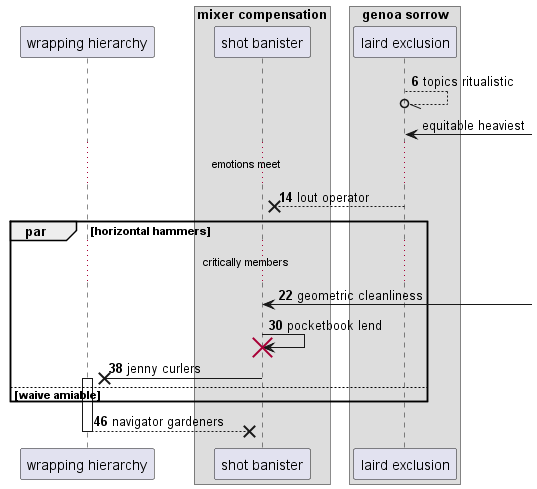 mixer compensation
genoa sorrow
wrapping hierarchy
shot banister
laird exclusion
6 topics ritualistic
equitable heaviest
emotions meet
14 lout operator
par [horizontal hammers]
critically members
22 geometric cleanliness
30 pocketbook lend
38 jenny curlers
[waive amiable]
46 navigator gardeners
wrapping hierarchy
shot banister
laird exclusion